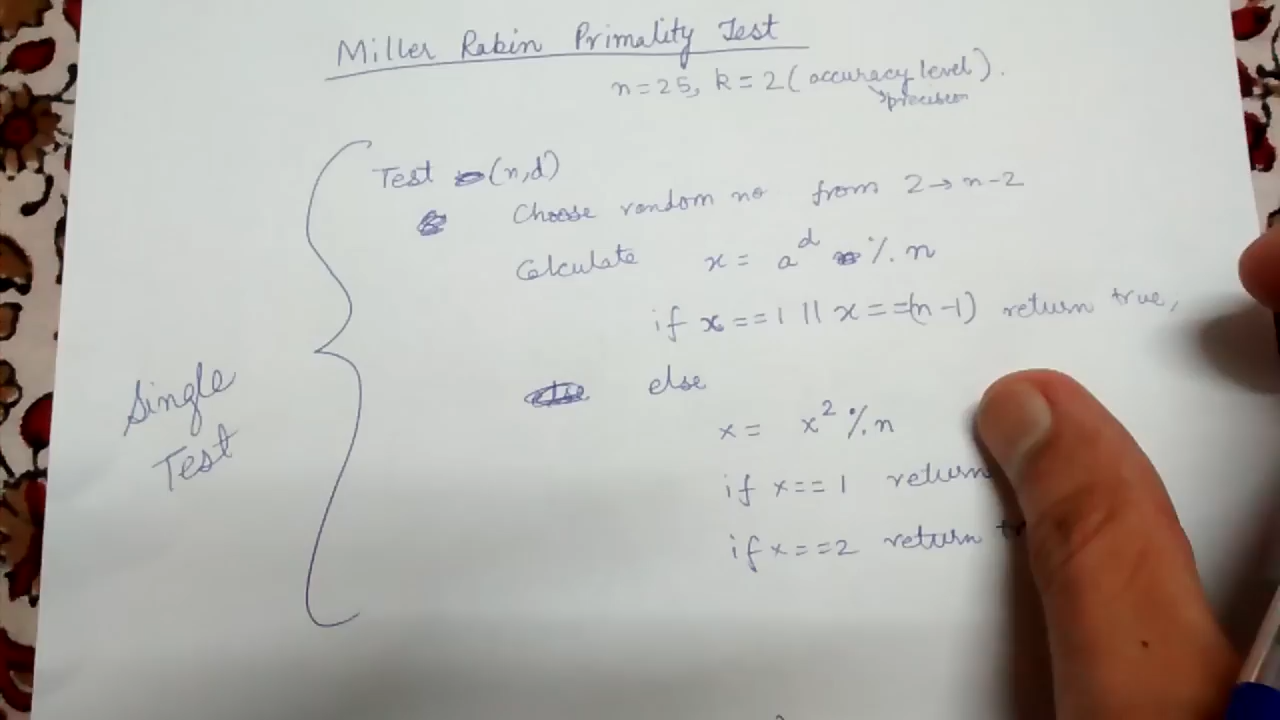 Miller Rabin Primality Test
n=25, k=2 (accuracy level).
precision
Test (n,d)
Choose random no from 2→n-2
Calculate x = a^d % n
if x==1 || x==(n-1) return true,
else
x = x² % n
if x==1 return
if x==2 return
Single
Test